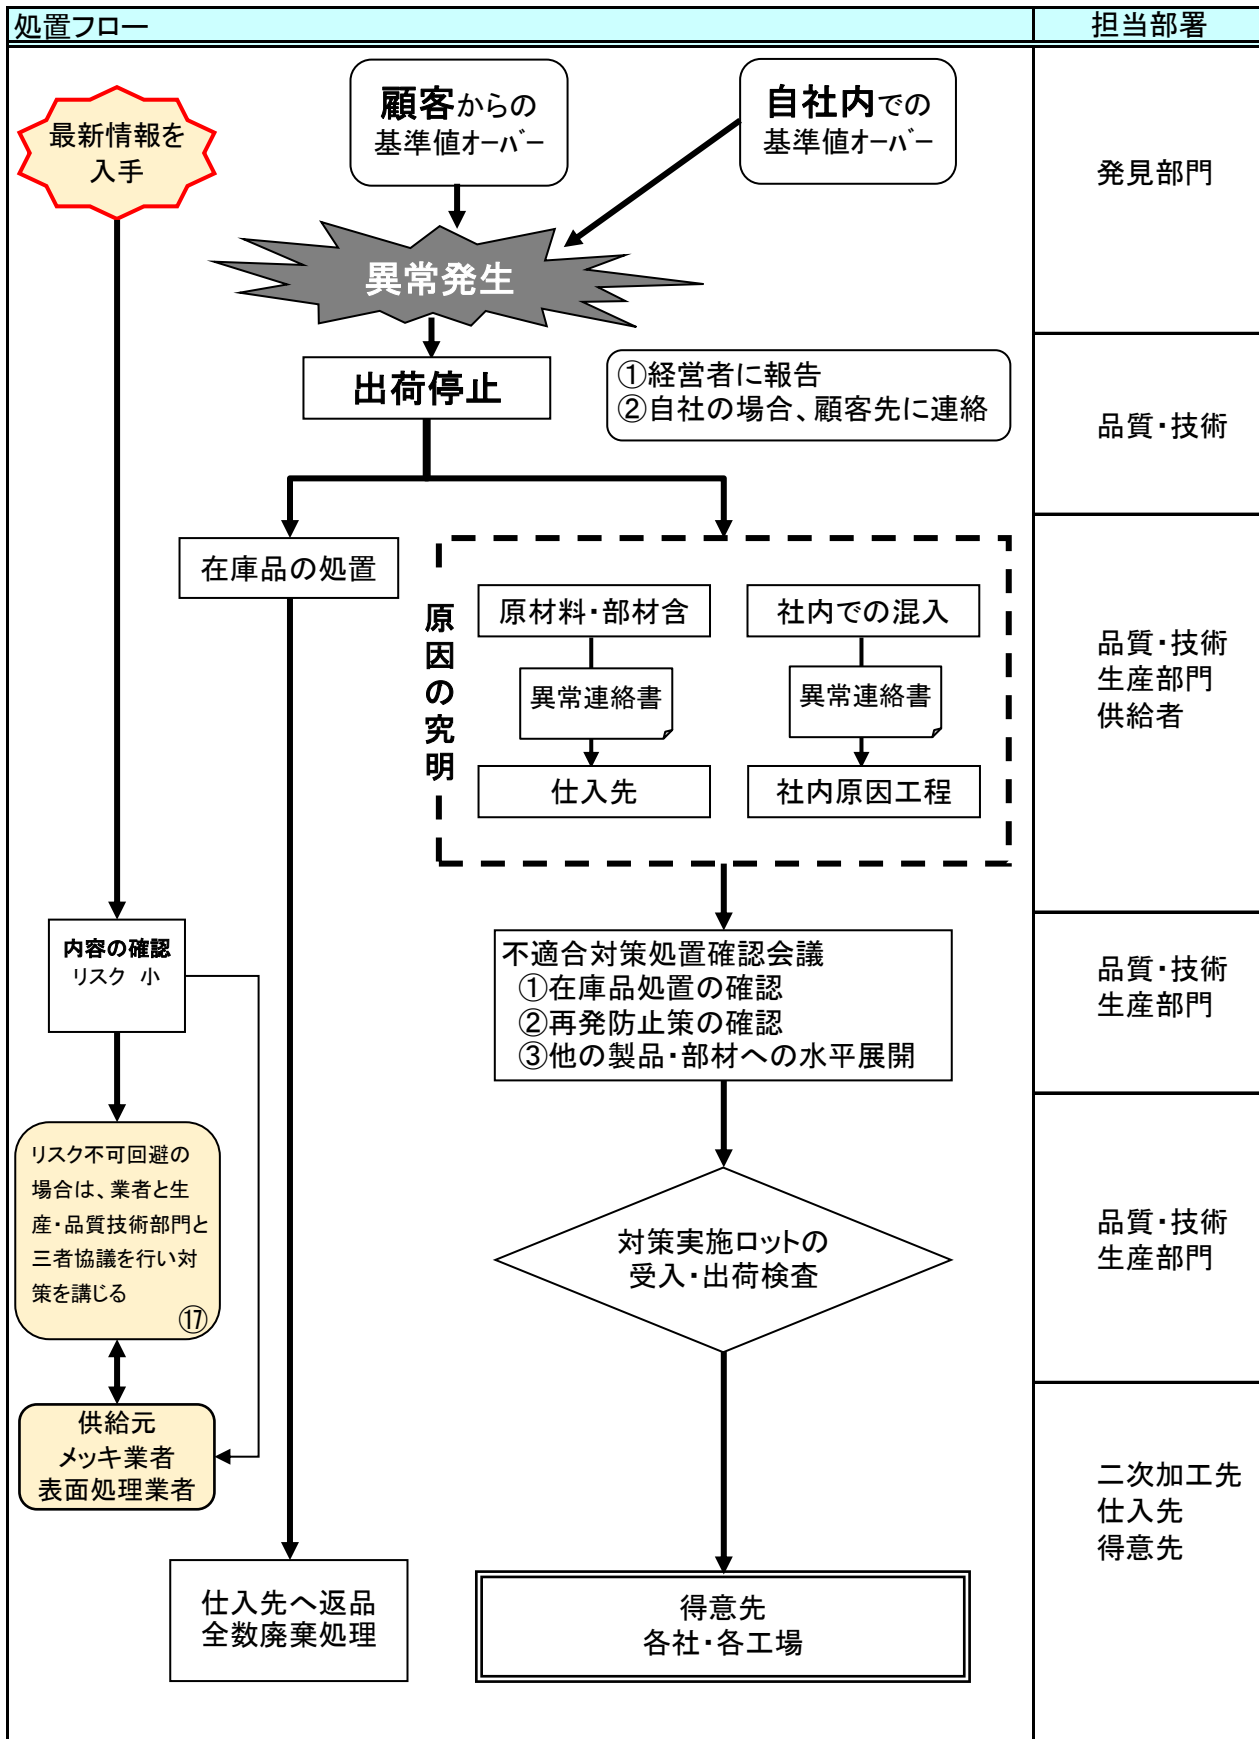 処置フロー
担当部署
最新情報を
入手
顧客からの
基準値オーバー
自社内での
基準値オーバー
発見部門
異常発生
出荷停止
①経営者に報告
②自社の場合、顧客先に連絡
品質・技術
在庫品の処置
原因の究明
原材料・部材含
異常連絡書
仕入先
社内での混入
異常連絡書
社内原因工程
品質・技術
生産部門
供給者
内容の確認
リスク 小
不適合対策処置確認会議
①在庫品処置の確認
②再発防止策の確認
③他の製品・部材への水平展開
品質・技術
生産部門
リスク不可回避の
場合は、業者と生
産・品質技術部門と
三者協議を行い対
策を講じる
⑰
対策実施ロットの
受入・出荷検査
品質・技術
生産部門
供給元
メッキ業者
表面処理業者
二次加工先
仕入先
得意先
仕入先へ返品
全数廃棄処理
得意先
各社・各工場